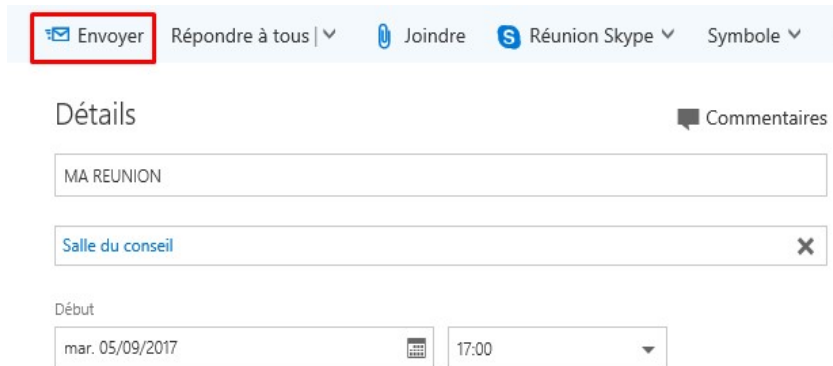 Envoyer Répondre à tous | Joindre Réunion Skype Symbole
Détails
Commentaires
MA REUNION
Salle du conseil
Début
mar. 05/09/2017 17:00